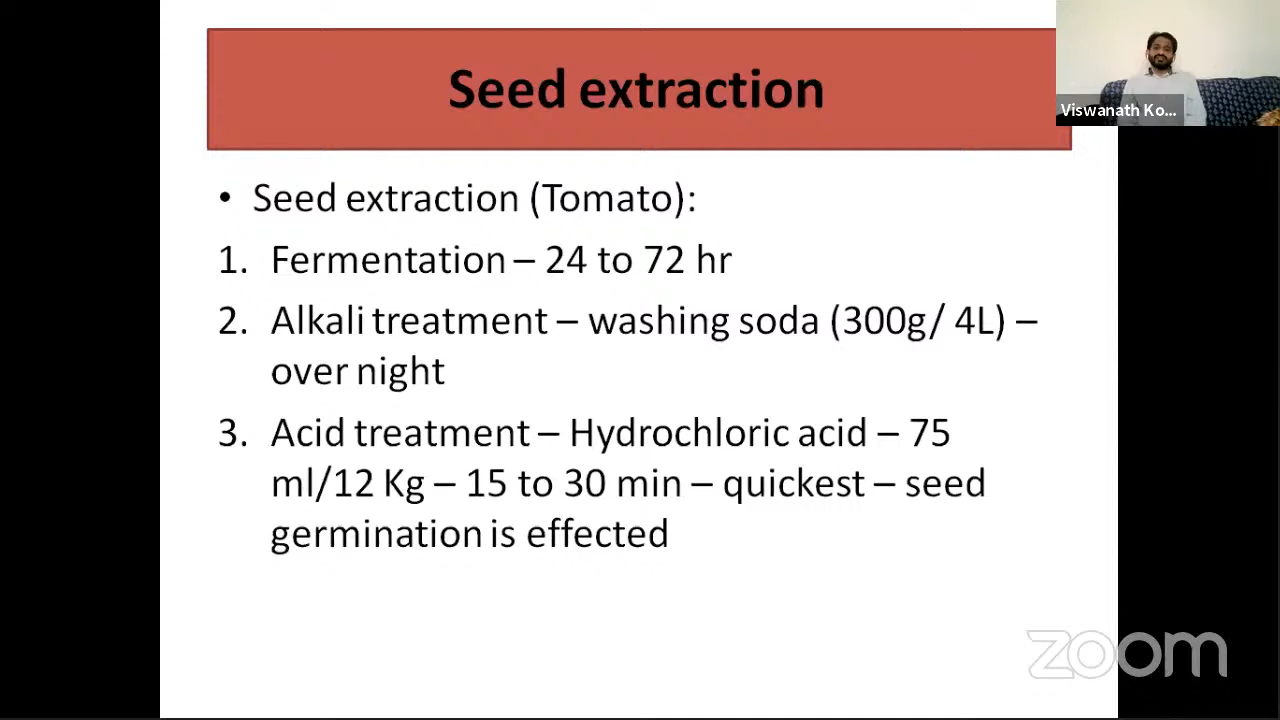 Seed extraction
Viswanath Ko...
• Seed extraction (Tomato):
1. Fermentation – 24 to 72 hr
2. Alkali treatment – washing soda (300g/ 4L) –
over night
3. Acid treatment – Hydrochloric acid – 75
ml/12 Kg – 15 to 30 min – quickest – seed
germination is effected
zoom